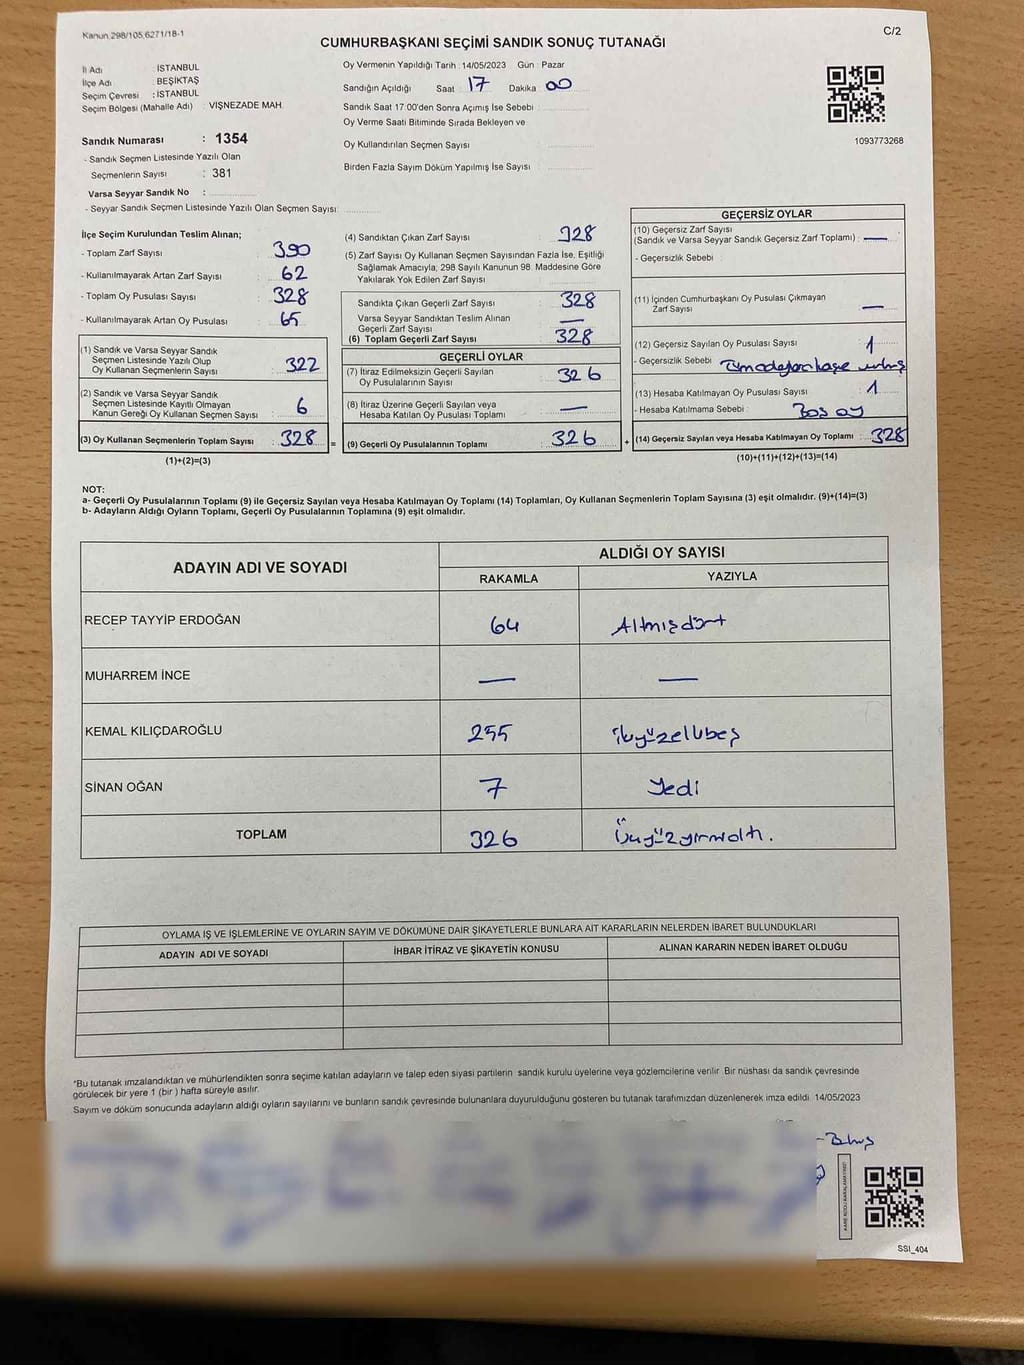 Kanun 298/105,6271/18-1
C/2
CUMHURBAŞKANI SEÇİMİ SANDIK SONUÇ TUTANAĞI
İl Adı : İSTANBUL
İlçe Adı : BEŞİKTAŞ
Seçim Çevresi : İSTANBUL
Seçim Bölgesi (Mahalle Adı) : VİŞNEZADE MAH.
Sandık Numarası : 1354
- Sandık Seçmen Listesinde Yazılı Olan
Seçmenlerin Sayısı : 381
Varsa Seyyar Sandık No :
- Seyyar Sandık Seçmen Listesinde Yazılı Olan Seçmen Sayısı:
Oy Vermenin Yapıldığı Tarih : 14/05/2023 Gün : Pazar
Sandığın Açıldığı Saat : 17 Dakika : 00
Sandık Saat 17:00'den Sonra Açımış İse Sebebi :
Oy Verme Saati Bitiminde Sırada Bekleyen ve
Oy Kullandırılan Seçmen Sayısı :
Birden Fazla Sayım Döküm Yapılmış İse Sayısı :
1093773268
İlçe Seçim Kurulundan Teslim Alınan;
- Toplam Zarf Sayısı : 390
- Kullanılmayarak Artan Zarf Sayısı : 62
- Toplam Oy Pusulası Sayısı : 328
- Kullanılmayarak Artan Oy Pusulası : 65
(1) Sandık ve Varsa Seyyar Sandık
Seçmen Listesinde Yazılı Olup
Oy Kullanan Seçmenlerin Sayısı : 322
(2) Sandık ve Varsa Seyyar Sandık
Seçmen Listesinde Kayıtlı Olmayan
Kanun Gereği Oy Kullanan Seçmen Sayısı : 6
(3) Oy Kullanan Seçmenlerin Toplam Sayısı : 328 =
(1)+(2)=(3)
(4) Sandıktan Çıkan Zarf Sayısı : 328
(5) Zarf Sayısı Oy Kullanan Seçmen Sayısından Fazla İse, Eşitliği
Sağlamak Amacıyla; 298 Sayılı Kanunun 98. Maddesine Göre
Yakılarak Yok Edilen Zarf Sayısı :
Sandıkta Çıkan Geçerli Zarf Sayısı : 328
Varsa Seyyar Sandıktan Teslim Alınan
Geçerli Zarf Sayısı : —
(6) Toplam Geçerli Zarf Sayısı : 328
GEÇERLİ OYLAR
(7) İtiraz Edilmeksizin Geçerli Sayılan
Oy Pusulalarının Sayısı : 326
(8) İtiraz Üzerine Geçerli Sayılan veya
Hesaba Katılan Oy Pusulası Toplamı : —
(9) Geçerli Oy Pusulalarının Toplamı : 326 +
GEÇERSİZ OYLAR
(10) Geçersiz Zarf Sayısı
(Sandık ve Varsa Seyyar Sandık Geçersiz Zarf Toplamı) : —
- Geçersizlik Sebebi :
(11) İçinden Cumhurbaşkanı Oy Pusulası Çıkmayan
Zarf Sayısı : —
(12) Geçersiz Sayılan Oy Pusulası Sayısı : 1
- Geçersizlik Sebebi :
(13) Hesaba Katılmayan Oy Pusulası Sayısı : 1
- Hesaba Katılmama Sebebi : Boş oy
(14) Geçersiz Sayılan veya Hesaba Katılmayan Oy Toplamı : 328
(10)+(11)+(12)+(13)=(14)
NOT:
a- Geçerli Oy Pusulalarının Toplamı (9) ile Geçersiz Sayılan veya Hesaba Katılmayan Oy Toplamı (14) Toplamları, Oy Kullanan Seçmenlerin Toplam Sayısına (3) eşit olmalıdır. (9)+(14)=(3)
b- Adayların Aldığı Oyların Toplamı, Geçerli Oy Pusulalarının Toplamına (9) eşit olmalıdır.
ADAYIN ADI VE SOYADI ALDIĞI OY SAYISI
RAKAMLA YAZIYLA
RECEP TAYYİP ERDOĞAN 64 Altmışdört
MUHARREM İNCE — —
KEMAL KILIÇDAROĞLU 255 ikiyüzellibeş
SİNAN OĞAN 7 Yedi
TOPLAM 326 Üçyüzyirmialtı.
OYLAMA İŞ VE İŞLEMLERİNE VE OYLARIN SAYIM VE DÖKÜMÜNE DAİR ŞİKAYETLERLE BUNLARA AİT KARARLARIN NELERDEN İBARET BULUNDUKLARI
ADAYIN ADI VE SOYADI İHBAR İTİRAZ VE ŞİKAYETİN KONUSU ALINAN KARARIN NEDEN İBARET OLDUĞU
*Bu tutanak imzalandıktan ve mühürlendikten sonra seçime katılan adayların ve talep eden siyasi partilerin sandık kurulu üyelerine veya gözlemcilerine verilir. Bir nüshası da sandık çevresinde
görülecek bir yere 1 (bir) hafta süreyle asılır.
Sayım ve döküm sonucunda adayların aldığı oyların sayılarını ve bunların sandık çevresinde bulunanlara duyurulduğunu gösteren bu tutanak tarafımızdan düzenlenerek imza edildi. 14/05/2023
SSI_404